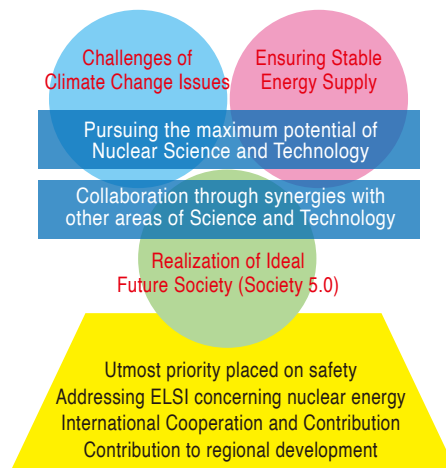 Challenges of
Climate Change Issues
Ensuring Stable
Energy Supply
Pursuing the maximum potential of
Nuclear Science and Technology
Collaboration through synergies with
other areas of Science and Technology
Realization of Ideal
Future Society (Society 5.0)
Utmost priority placed on safety
Addressing ELSI concerning nuclear energy
International Cooperation and Contribution
Contribution to regional development